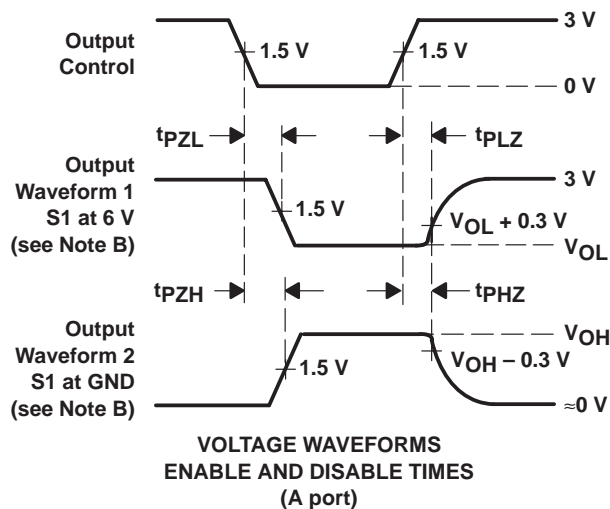 Output
Control
3 V
1.5 V
1.5 V
0 V
tPZL
tPLZ
Output
Waveform 1
S1 at 6 V
(see Note B)
3 V
1.5 V
VOL + 0.3 V
VOL
tPZH
tPHZ
Output
Waveform 2
S1 at GND
(see Note B)
VOH
1.5 V
VOH – 0.3 V
≈0 V
VOLTAGE WAVEFORMS
ENABLE AND DISABLE TIMES
(A port)